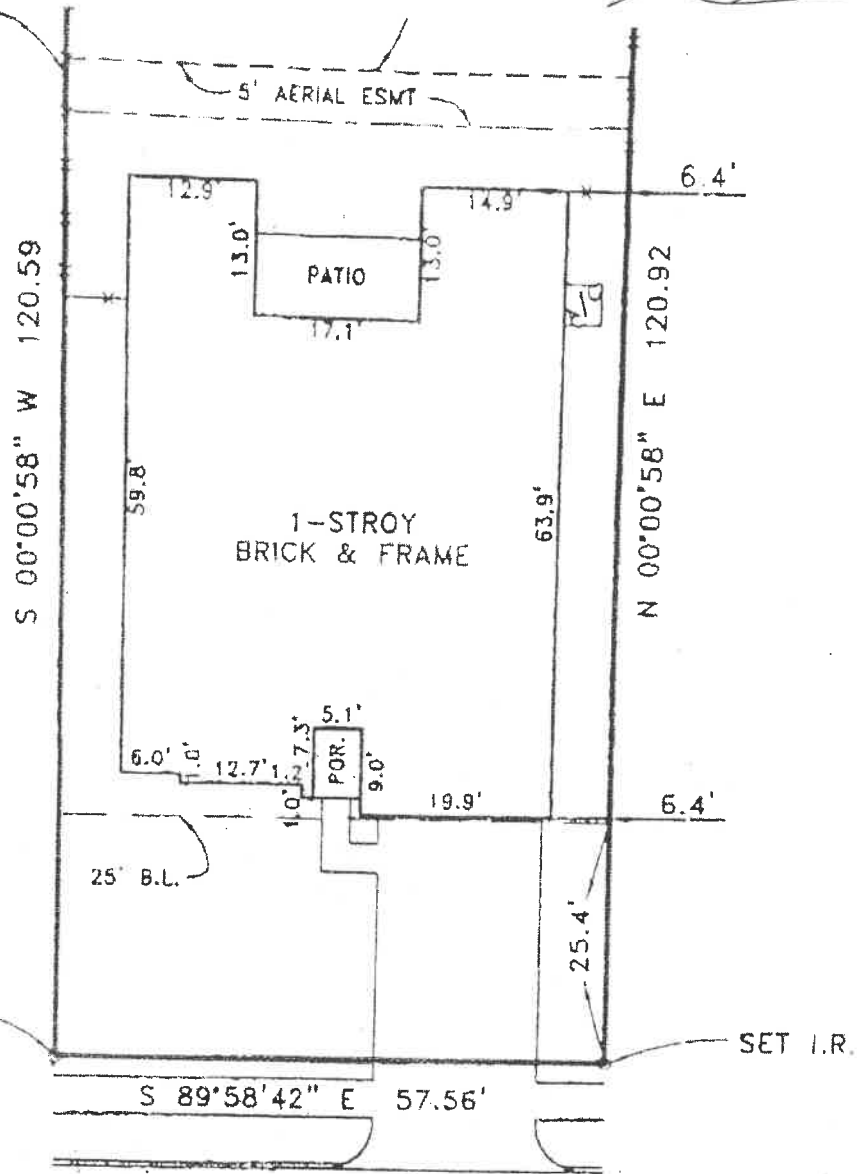 5' AERIAL ESMT
12.9'
14.9'
6.4'
13.0'
PATIO
13.0'
17.1'
S 00°00'58" W 120.59
N 00°00'58" E 120.92
59.8'
1-STROY
BRICK & FRAME
63.9'
5.1'
7.3'
POR.
9.0'
6.0'
1.0'
12.7'
1.2
1.0'
19.9'
6.4'
25' B.L.
25.4'
SET I.R.
S 89°58'42" E 57.56'